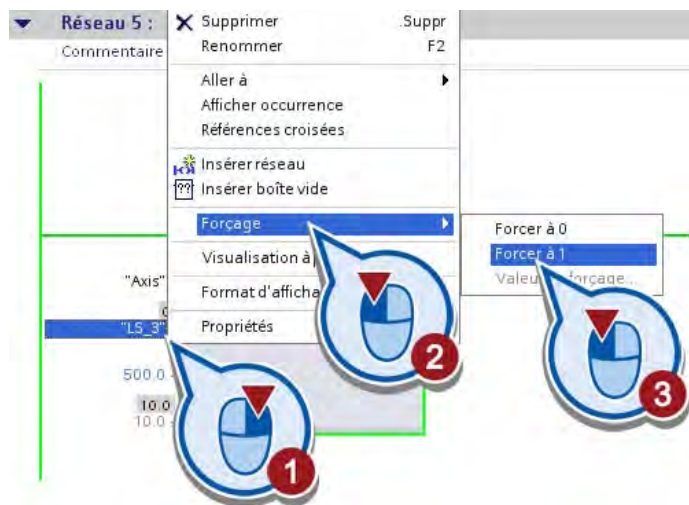 Réseau 5 :
Commentaire
Supprimer Suppr
Renommer F2
Aller à
Afficher occurrence
Références croisées
Insérer réseau
Insérer boîte vide
Forçage
Visualisation à
Format d'afficha
Propriétés
Forcer à 0
Forcer à 1
forçage...
"Axis"
"LS_3"
500.0
10.0
10.0
1
2
3